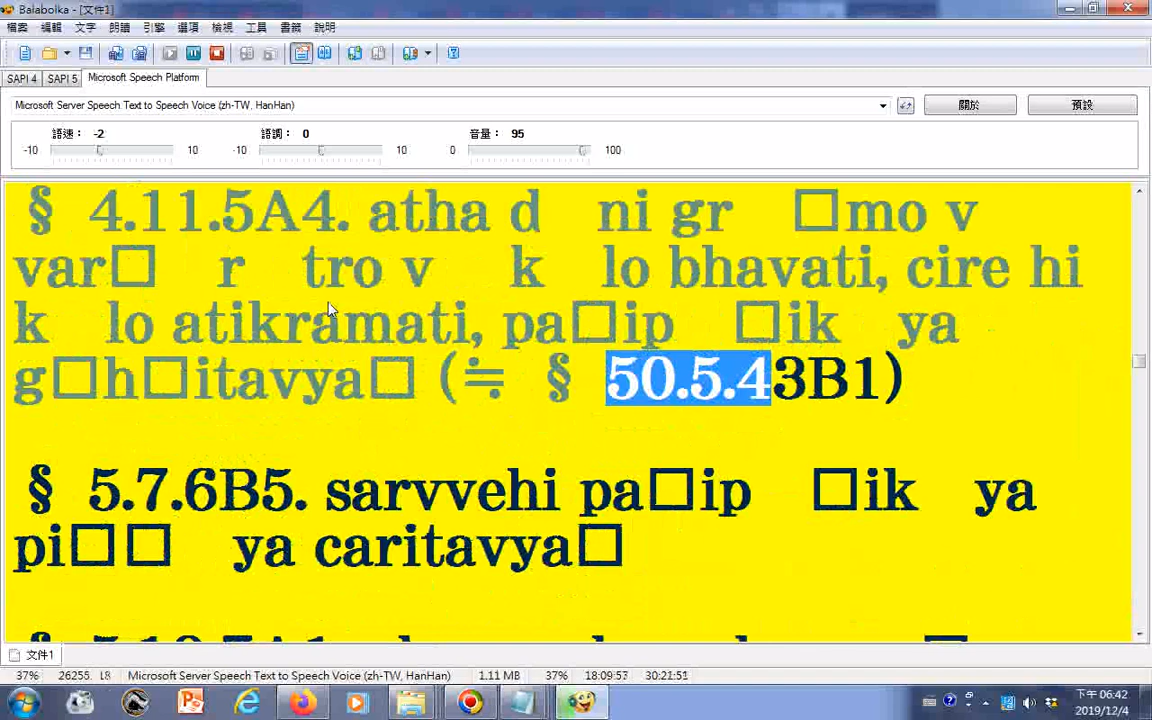 Balabolka - [文件1]
檔案 編輯 文字 朗讀 引擎 選項 檢視 工具 書籤 說明
SAPI 4 SAPI 5 Microsoft Speech Platform
Microsoft Server Speech Text to Speech Voice (zh-TW, HanHan) 關於 預設
語速： -2 語調： 0 音量： 95
-10 10 -10 10 0 100
§ 4.11.5A4. atha d ni gr □mo v
var□ r tro v k lo bhavati, cire hi
k lo atikramati, pa□ip □ik ya
g□h□itavya□ (≒ § 50.5.43B1)
§ 5.7.6B5. sarvvehi pa□ip □ik ya
pi□□ ya caritavya□
文件1
37% 26255. 18 Microsoft Server Speech Text to Speech Voice (zh-TW, HanHan) 1.11 MB 37% 18:09:57 30:21:51
下午 06:42
2019/12/4